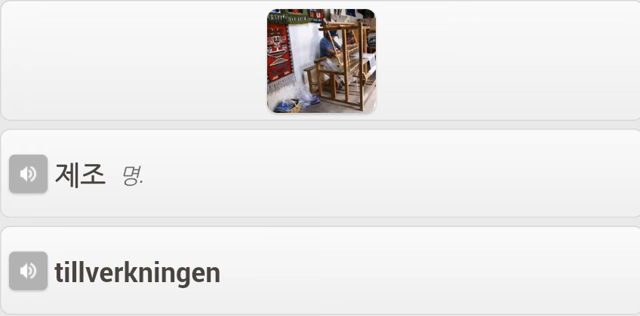 제조 명.
tillverkningen